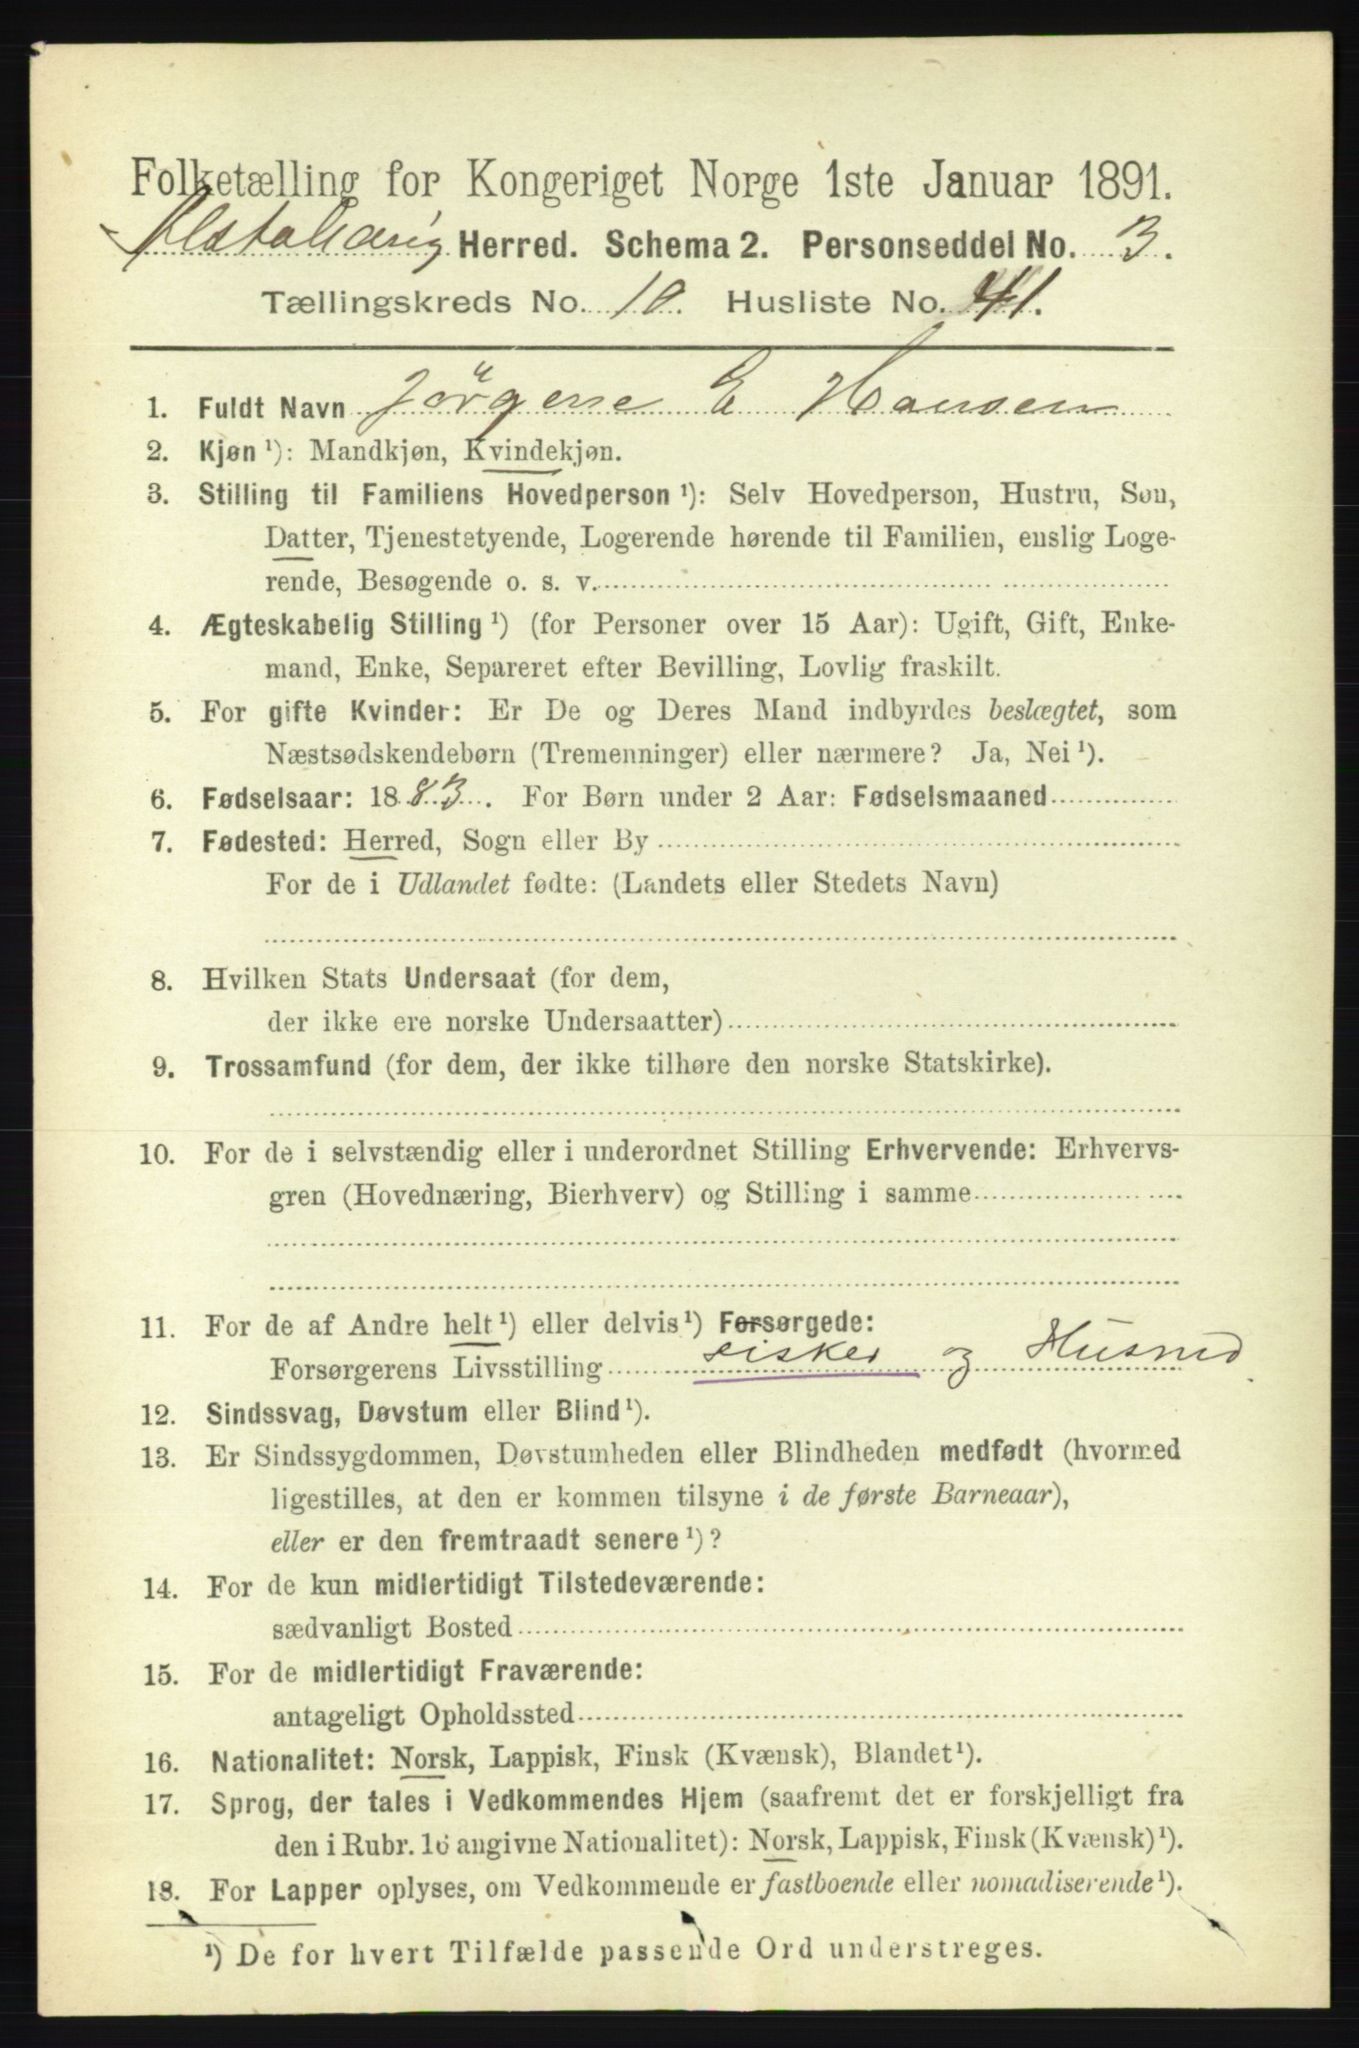 Folketælling for Kongeriget Norge 1ste Januar 1891.
Alstahaug Herred. Schema 2. Personseddel No. 3.
Tællingskreds No. 10. Husliste No. 41.
1. Fuldt Navn Jörgene E Hansen
2. Kjøn ¹): Mandkjøn, Kvindekjøn.
3. Stilling til Familiens Hovedperson ¹): Selv Hovedperson, Hustru, Søn,
Datter, Tjenestetyende, Logerende hørende til Familien, enslig Loge-
rende, Besøgende o. s. v.
4. Ægteskabelig Stilling ¹) (for Personer over 15 Aar): Ugift, Gift, Enke-
mand, Enke, Separeret efter Bevilling, Lovlig fraskilt.
5. For gifte Kvinder: Er De og Deres Mand indbyrdes beslægtet, som
Næstsødskendebørn (Tremenninger) eller nærmere? Ja, Nei ¹).
6. Fødselsaar: 1883. For Børn under 2 Aar: Fødselsmaaned
7. Fødested: Herred, Sogn eller By
For de i Udlandet fødte: (Landets eller Stedets Navn)
8. Hvilken Stats Undersaat (for dem,
der ikke ere norske Undersaatter)
9. Trossamfund (for dem, der ikke tilhøre den norske Statskirke).
10. For de i selvstændig eller i underordnet Stilling Erhvervende: Erhvervs-
gren (Hovednæring, Bierhverv) og Stilling i samme
11. For de af Andre helt ¹) eller delvis ¹) Forsørgede:
Forsørgerens Livsstilling Fisker og Husmd
12. Sindssvag, Døvstum eller Blind ¹).
13. Er Sindssygdommen, Døvstumheden eller Blindheden medfødt (hvormed
ligestilles, at den er kommen tilsyne i de første Barneaar),
eller er den fremtraadt senere ¹)?
14. For de kun midlertidigt Tilstedeværende:
sædvanligt Bosted
15. For de midlertidigt Fraværende:
antageligt Opholdssted
16. Nationalitet: Norsk, Lappisk, Finsk (Kvænsk), Blandet ¹).
17. Sprog, der tales i Vedkommendes Hjem (saafremt det er forskjelligt fra
den i Rubr. 16 angivne Nationalitet): Norsk, Lappisk, Finsk (Kvænsk) ¹).
18. For Lapper oplyses, om Vedkommende er fastboende eller nomadiserende ¹).
¹) De for hvert Tilfælde passende Ord understreges.